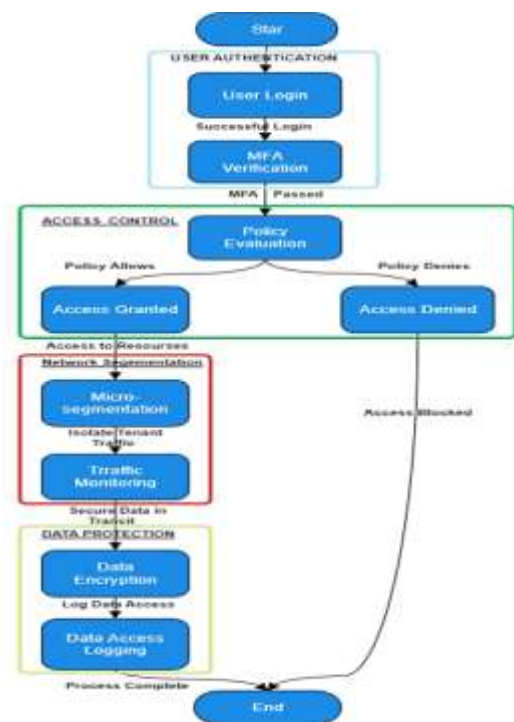 Star
USER AUTHENTICATION
User Login
Successful Login
MFA
Verification
MFA Passed
ACCESS CONTROL
Policy
Evaluation
Policy Allows
Policy Denies
Access Granted
Access Denied
Access to Resourses
Network Segementation
Micro-
segmentation
Access Blocked
Isolate Tenant
Traffic
Trraffic
Monitoring
Secure Data in
Transit
DATA PROTECTION
Data
Encryption
Log Data Access
Data Access
Logging
Process Complete
End